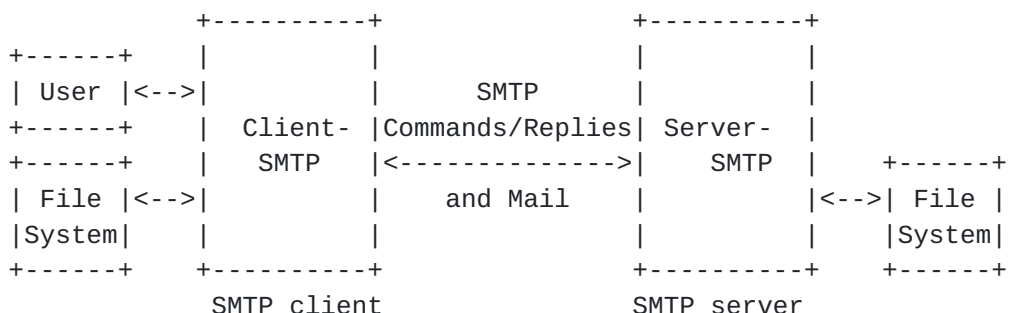 +----------+                +----------+
+------+    |          |                |          |
| User |<-->|          |      SMTP      |          |
+------+    |  Client- |Commands/Replies| Server-  |
+------+    |   SMTP   |<-------------->|    SMTP  |    +------+
| File |<-->|          |    and Mail    |          |<-->| File |
|System|    |          |                |          |    |System|
+------+    +----------+                +----------+    +------+
             SMTP client                SMTP server